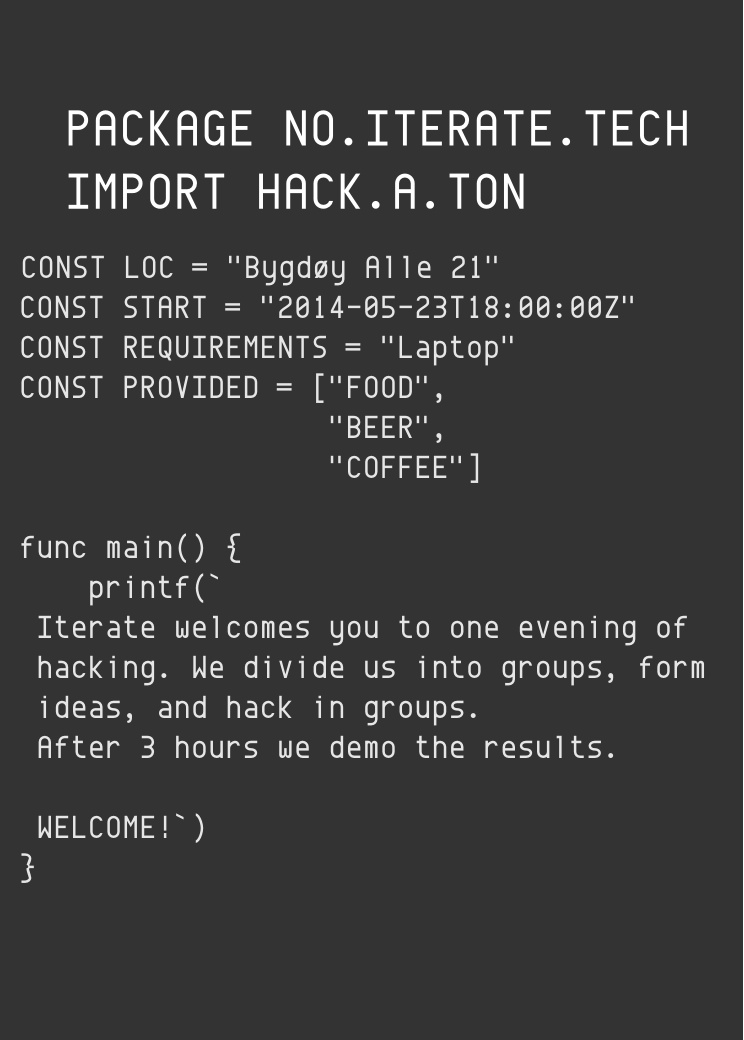 PACKAGE NO.ITERATE.TECH
IMPORT HACK.A.TON
CONST LOC = "Bygdøy Alle 21"
CONST START = "2014-05-23T18:00:00Z"
CONST REQUIREMENTS = "Laptop"
CONST PROVIDED = ["FOOD",
"BEER",
"COFFEE"]
func main() {
printf(`
Iterate welcomes you to one evening of
hacking. We divide us into groups, form
ideas, and hack in groups.
After 3 hours we demo the results.
WELCOME!`)
}